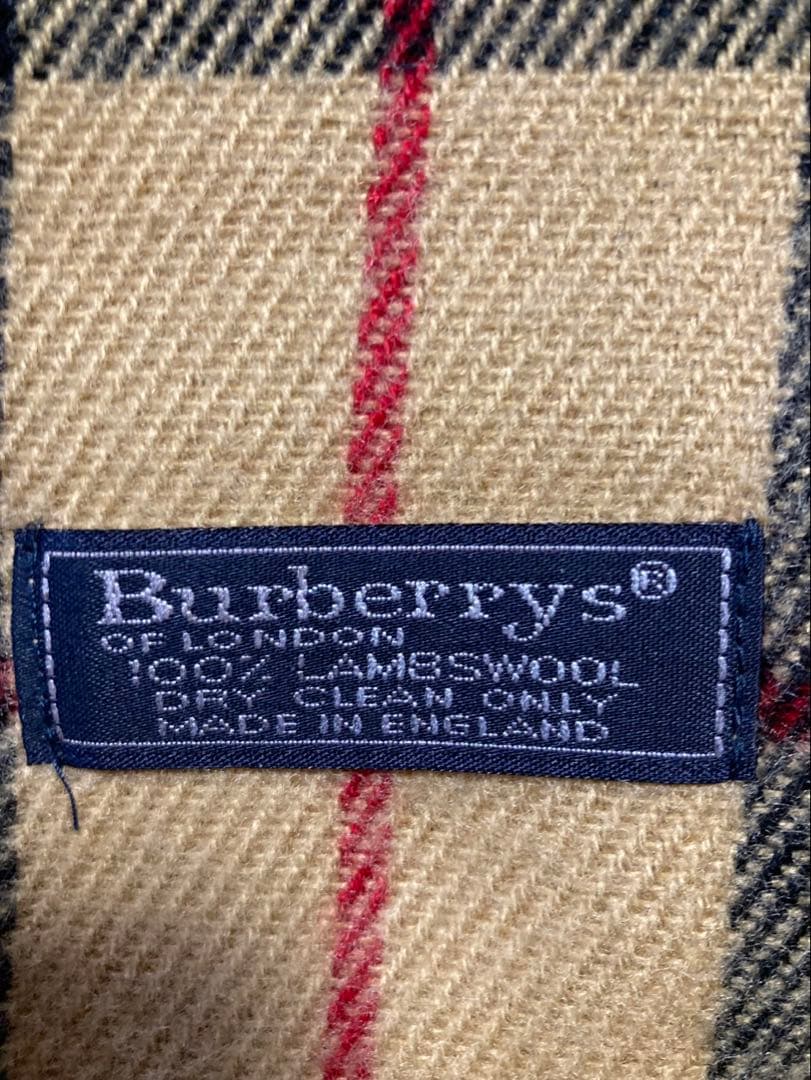 Burberrys®
OF LONDON
100% LAMBSWOOL
DRY CLEAN ONLY
MADE IN ENGLAND